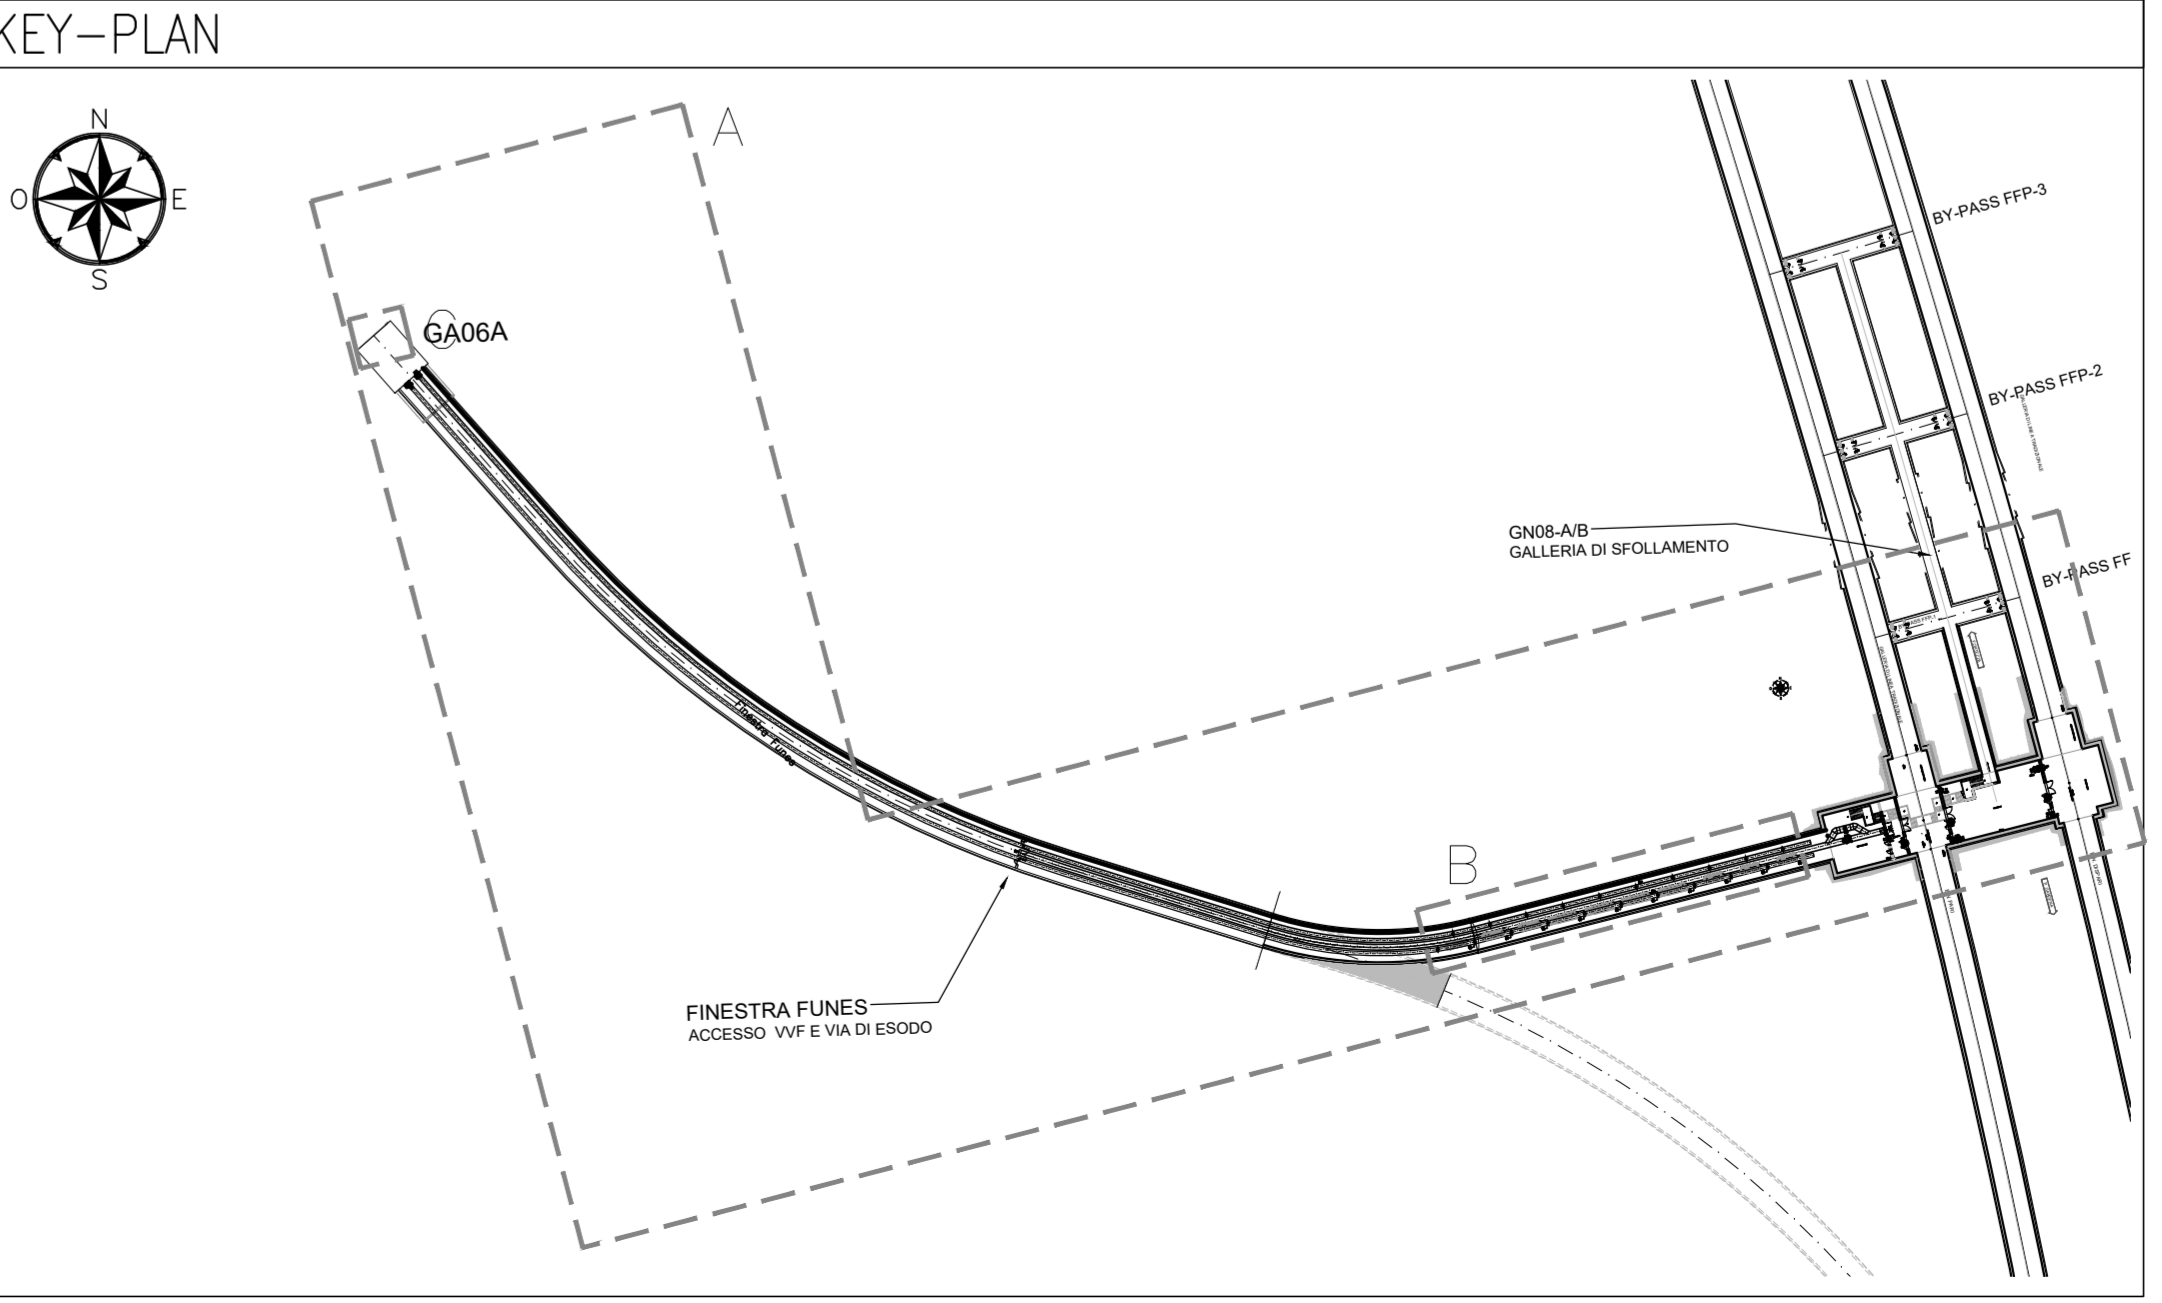 KEY-PLAN
N
O
E
S
A
C
GA06A
BY-PASS FFP-3
BY-PASS FFP-2
GN08-A/B
GALLERIA DI SFOLLAMENTO
BY-PASS FF
Finestra Funes
B
FINESTRA FUNES
ACCESSO VVF E VIA DI ESODO